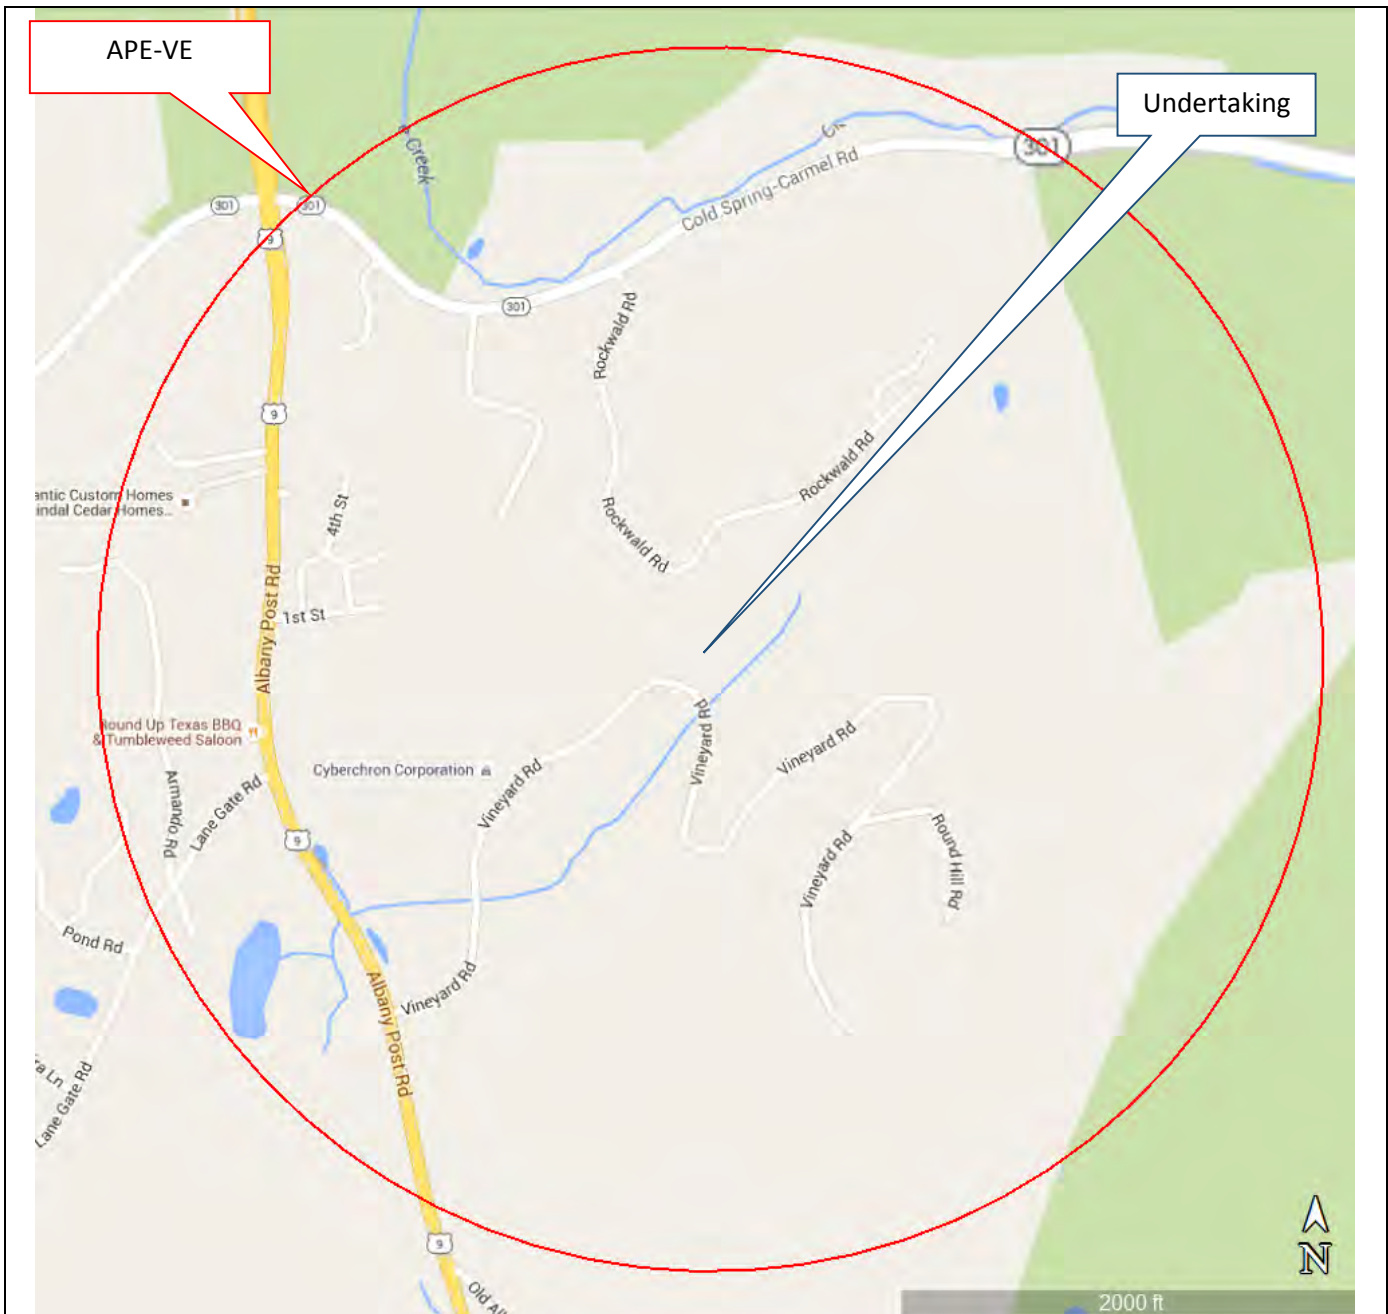 APE-VE
Undertaking
Creek
301
301
301
9
Cold Spring-Carmel Rd
301
Rockwald Rd
9
Rockwald Rd
antic Custom Homes
indal Cedar Homes...
4th St
Rockwald Rd
1st St
Albany Post Rd
Round Up Texas BBQ
& Tumbleweed Saloon
Vineyard Rd
Vineyard Rd
Cyberchron Corporation
Vineyard Rd
Armando Rd
Lane Gate Rd
9
Vineyard Rd
Round Hill Rd
Pond Rd
Vineyard Rd
Albany Post Rd
ra Ln
Lane Gate Rd
9
Old Al
N
2000 ft